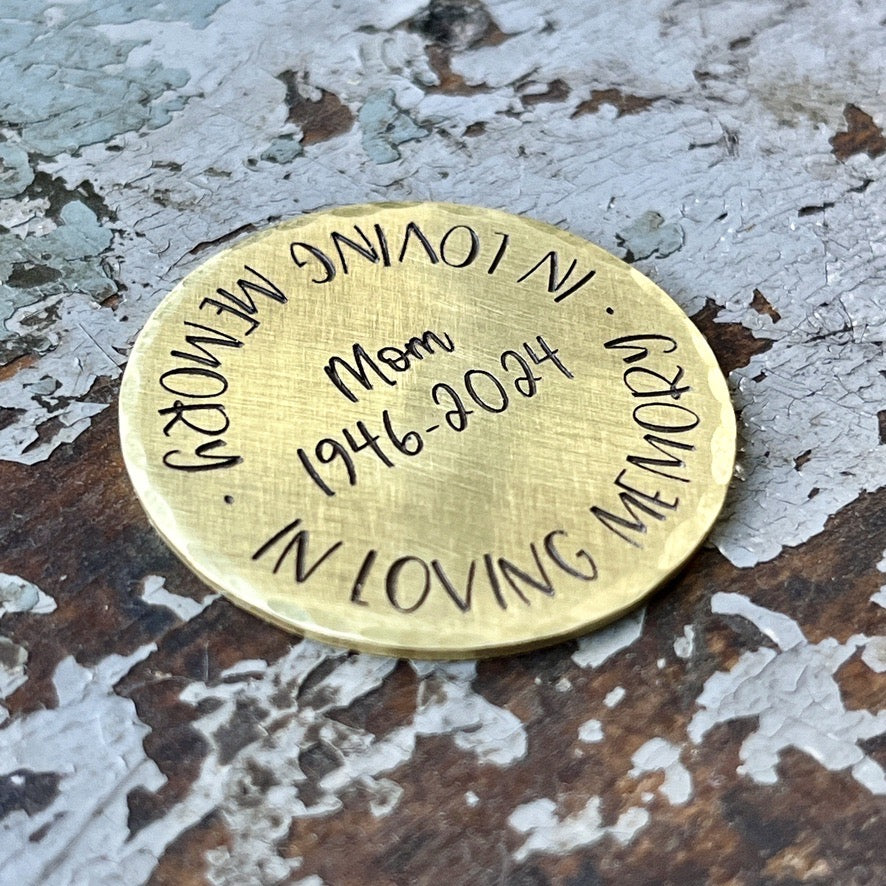 IN LOVING MEMORY ·
Mom
1946-2024
IN LOVING MEMORY ·